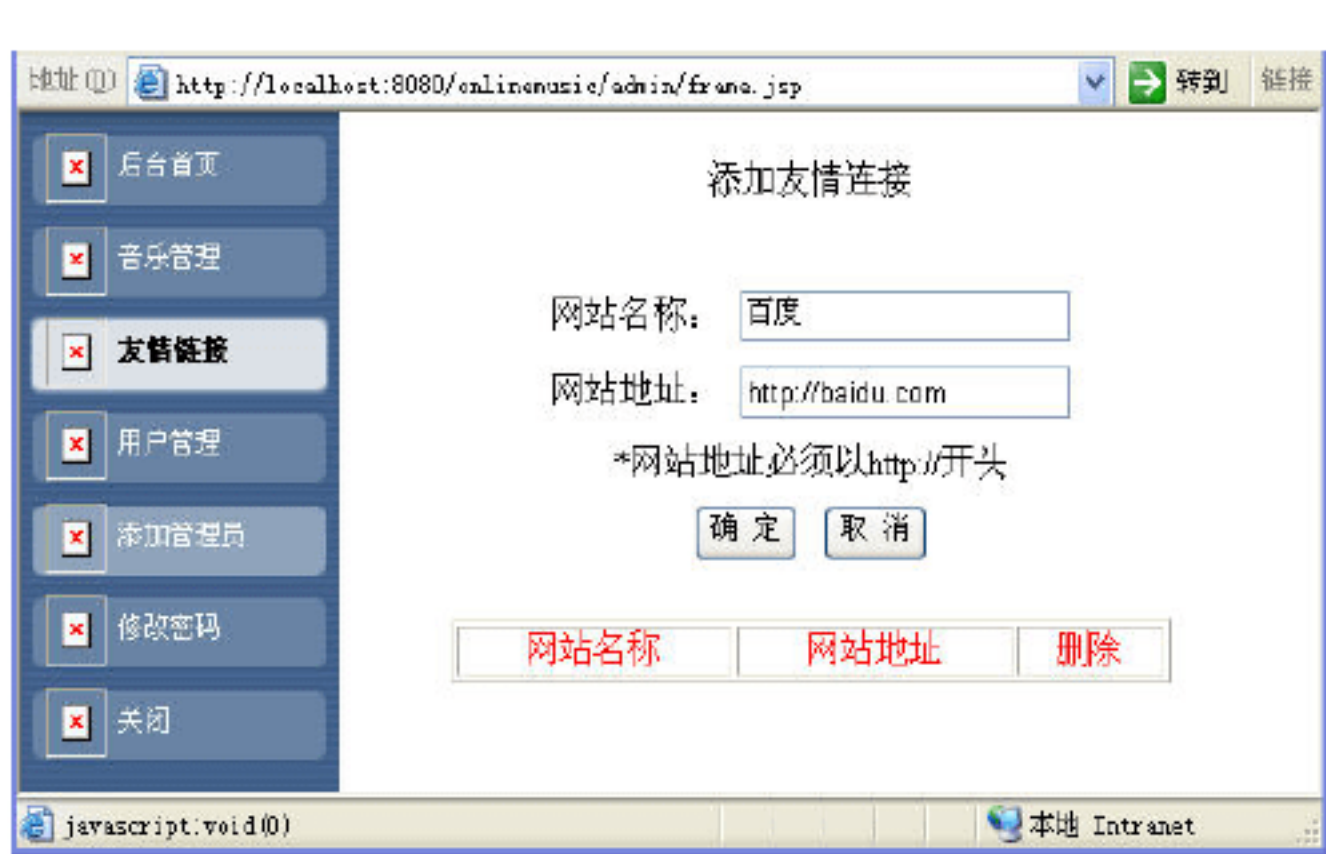 地址(D) http://localhost:8080/onlinemusic/admin/frame.jsp 转到 链接
后台首页
音乐管理
友情链接
用户管理
添加管理员
修改密码
关闭
添加友情连接
网站名称： 百度
网站地址： http://baidu.com
*网站地址必须以http://开头
确 定 取 消
网站名称 网站地址 删除
javascript:void(0) 本地 Intranet